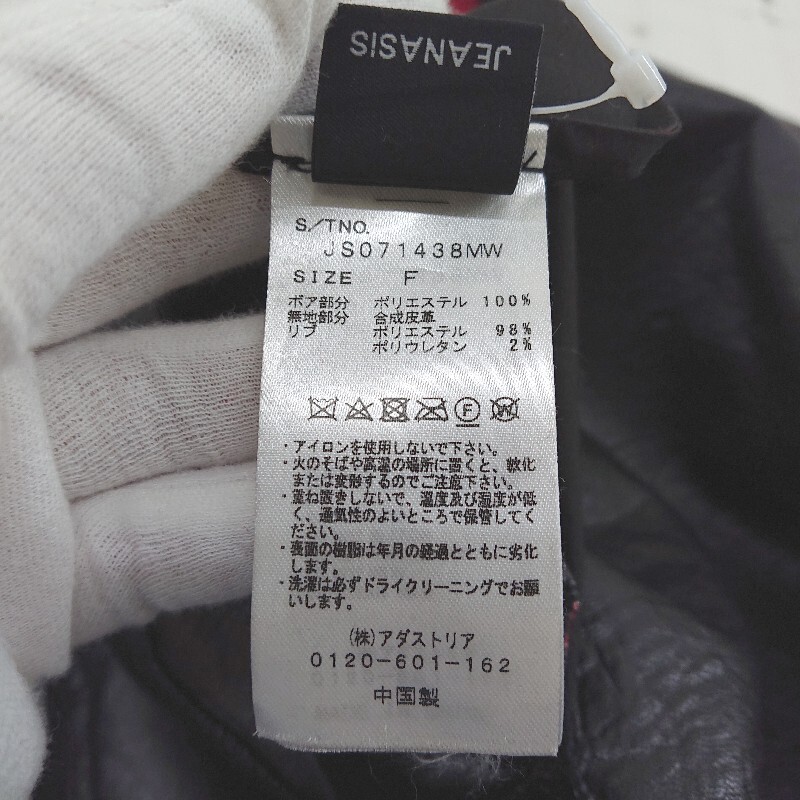 JEANASIS
S/TNO.
JS071438MW
SIZE F
ボア部分 ポリエステル 100%
無地部分 合成皮革
リブ ポリエステル 98%
ポリウレタン 2%
F
W
・アイロンを使用しないで下さい。
・火のそばや高温の場所に置くと、軟化
または変形するのでご注意下さい。
・重ね置きしないで、温度及び湿度が低
く、通気性のよいところで保管してく
ださい。
・表面の樹脂は年月の経過とともに劣化
します。
・洗濯は必ずドライクリーニングでお願
いします。
(株)アダストリア
0120-601-162
中国製